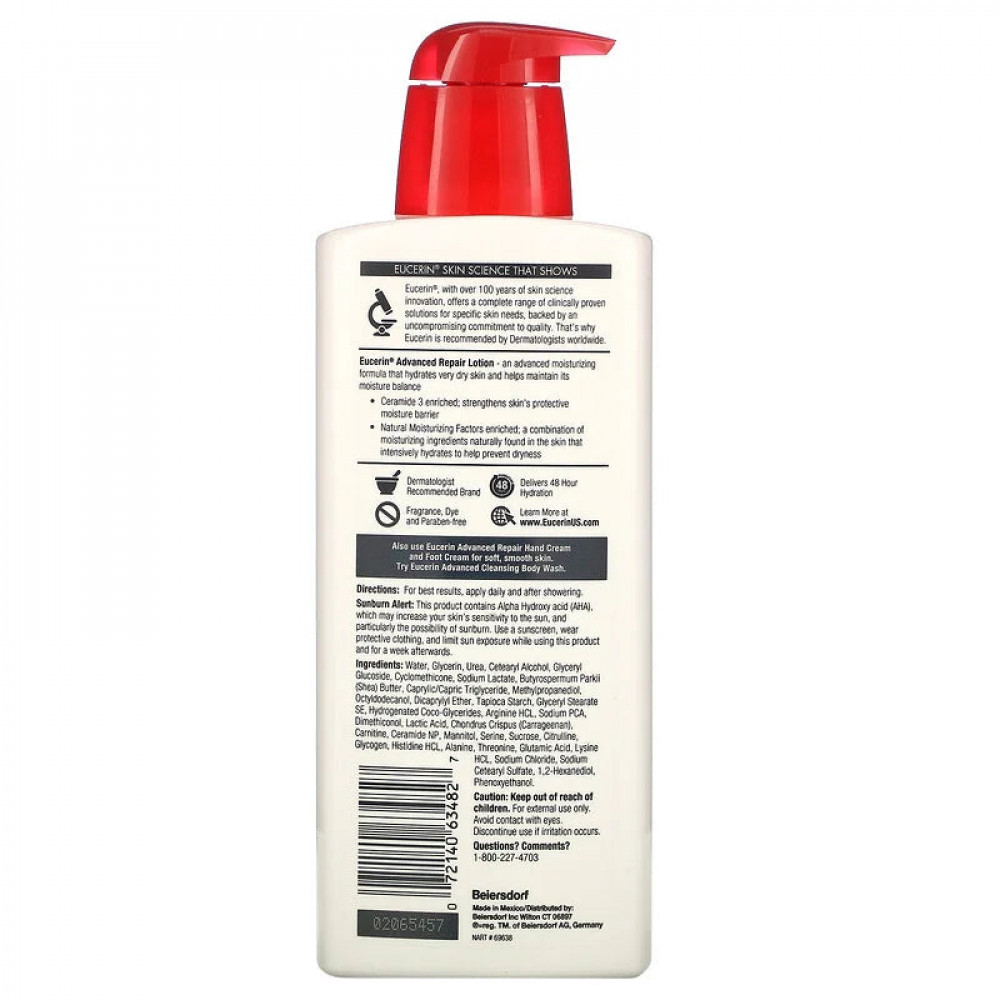 EUCERIN® SKIN SCIENCE THAT SHOWS
Eucerin®, with over 100 years of skin science
innovation, offers a complete range of clinically proven
solutions for specific skin needs, backed by an
uncompromising commitment to quality. That's why
Eucerin is recommended by Dermatologists worldwide.
Eucerin® Advanced Repair Lotion - an advanced moisturizing
formula that hydrates very dry skin and helps maintain its
moisture balance
• Ceramide 3 enriched; strengthens skin's protective
moisture barrier
• Natural Moisturizing Factors enriched; a combination of
moisturizing ingredients naturally found in the skin that
intensively hydrates to help prevent dryness
Dermatologist
Recommended Brand
48
Delivers 48 Hour
Hydration
Fragrance, Dye
and Paraben-free
Learn More at
www.EucerinUS.com
Also use Eucerin Advanced Repair Hand Cream
and Foot Cream for soft, smooth skin.
Try Eucerin Advanced Cleansing Body Wash.
Directions: For best results, apply daily and after showering.
Sunburn Alert: This product contains Alpha Hydroxy acid (AHA),
which may increase your skin's sensitivity to the sun, and
particularly the possibility of sunburn. Use a sunscreen, wear
protective clothing, and limit sun exposure while using this product
and for a week afterwards.
Ingredients: Water, Glycerin, Urea, Cetearyl Alcohol, Glyceryl
Glucoside, Cyclomethicone, Sodium Lactate, Butyrospermum Parkii
(Shea) Butter, Caprylic/Capric Triglyceride, Methylpropanediol,
Octyldodecanol, Dicaprylyl Ether, Tapioca Starch, Glyceryl Stearate
SE, Hydrogenated Coco-Glycerides, Arginine HCL, Sodium PCA,
Dimethiconol, Lactic Acid, Chondrus Crispus (Carrageenan),
Carnitine, Ceramide NP, Mannitol, Serine, Sucrose, Citrulline,
Glycogen, Histidine HCL, Alanine, Threonine, Glutamic Acid, Lysine
HCL, Sodium Chloride, Sodium
Cetearyl Sulfate, 1,2-Hexanediol,
Phenoxyethanol.
Caution: Keep out of reach of
children. For external use only.
Avoid contact with eyes.
Discontinue use if irritation occurs.
Questions? Comments?
1-800-227-4703
0 72140 63482 7
02065457
Beiersdorf
Made in Mexico/Distributed by:
Beiersdorf Inc Wilton CT 06897
®=reg. TM. of Beiersdorf AG, Germany
NART # 69638